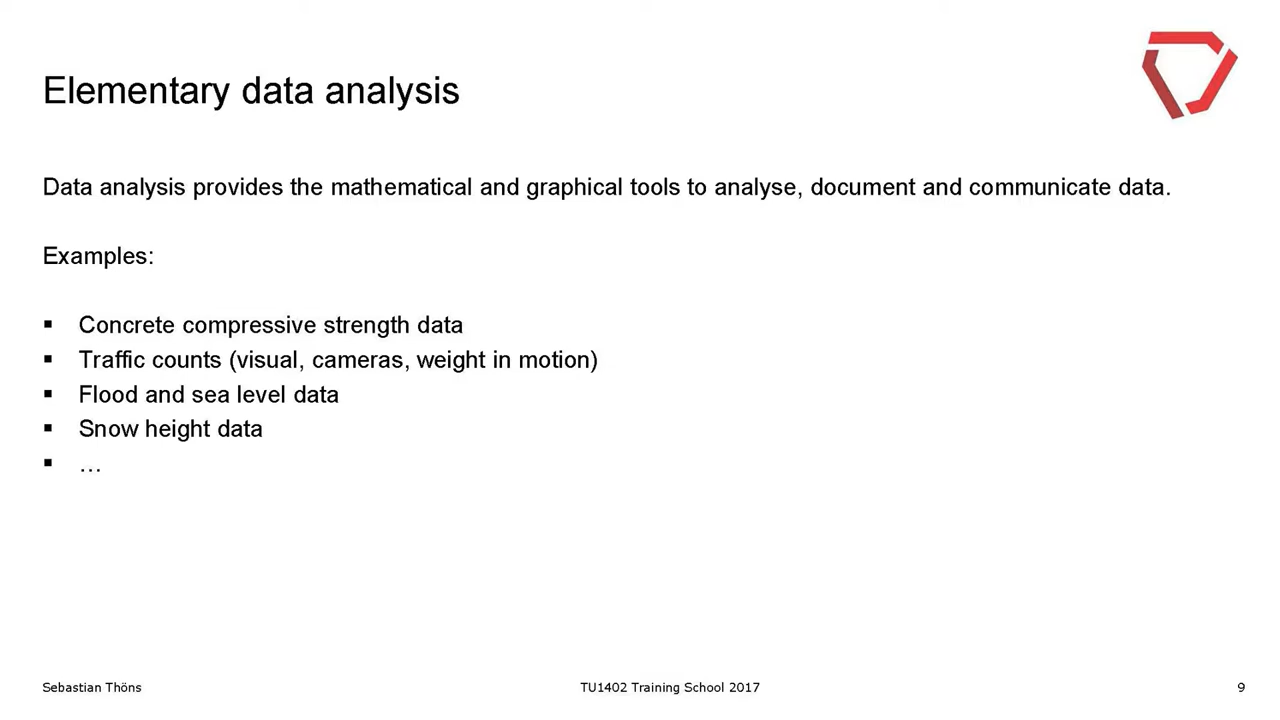 Elementary data analysis
Data analysis provides the mathematical and graphical tools to analyse, document and communicate data.
Examples:
▪ Concrete compressive strength data
▪ Traffic counts (visual, cameras, weight in motion)
▪ Flood and sea level data
▪ Snow height data
▪ …
Sebastian Thöns
TU1402 Training School 2017
9